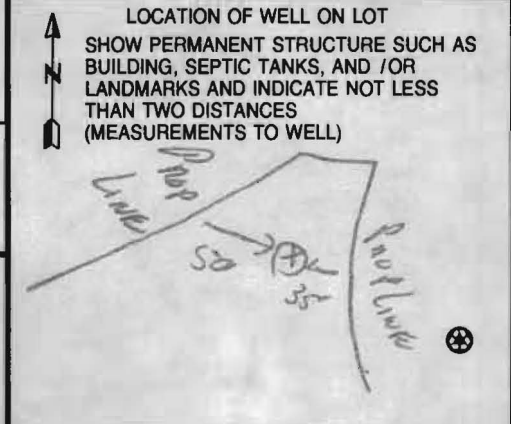 LOCATION OF WELL ON LOT
SHOW PERMANENT STRUCTURE SUCH AS
BUILDING, SEPTIC TANKS, AND /OR
LANDMARKS AND INDICATE NOT LESS
THAN TWO DISTANCES
(MEASUREMENTS TO WELL)
N
PROP
LINE
50
35
PROP LINE